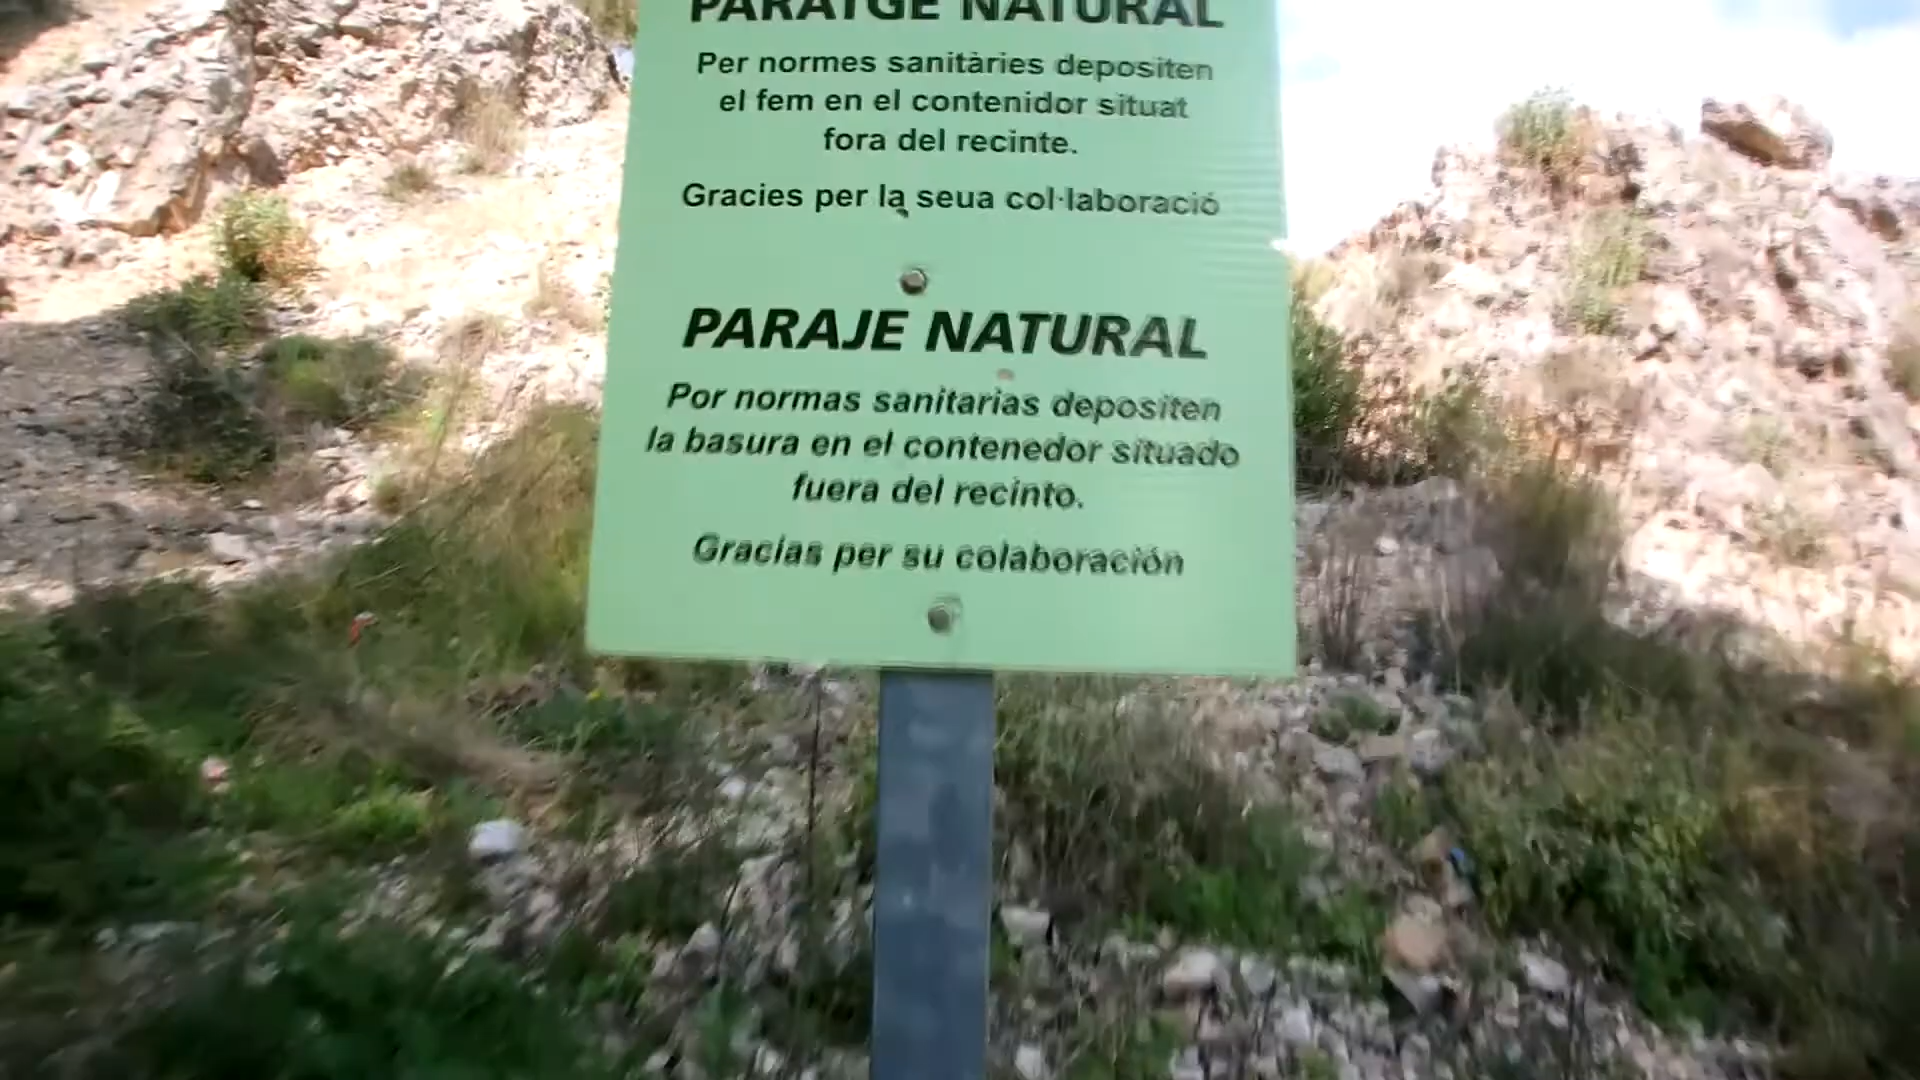 PARATGE NATURAL
Per normes sanitàries depositen
el fem en el contenidor situat
fora del recinte.
Gracies per la seua col·laboració
PARAJE NATURAL
Por normas sanitarias depositen
la basura en el contenedor situado
fuera del recinto.
Gracias per su colaboración